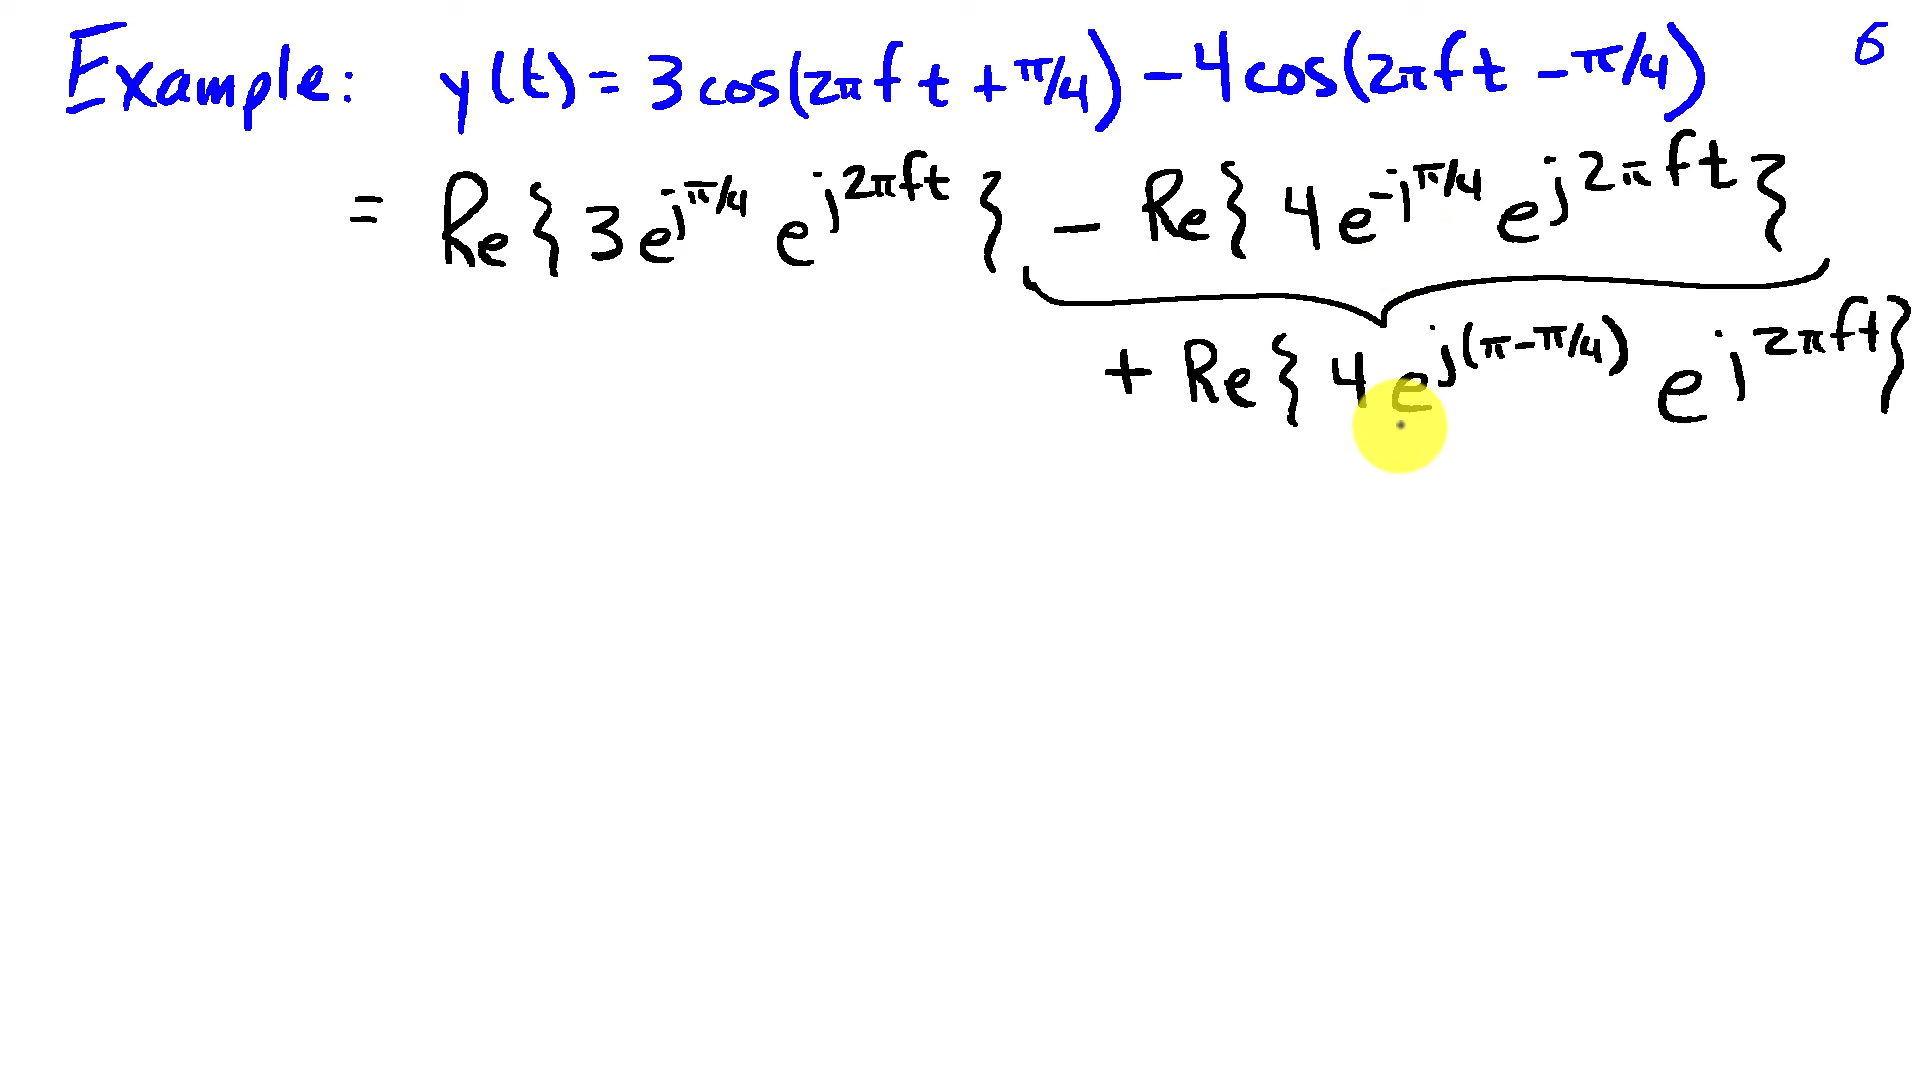 Example: y(t) = 3cos(2πft + π/4) - 4cos(2πft - π/4) 6
= Re{3e^{jπ/4} e^{j2πft}} - Re{4e^{-jπ/4} e^{j2πft}}
+ Re{4e^{j(π-π/4)} e^{j2πft}}